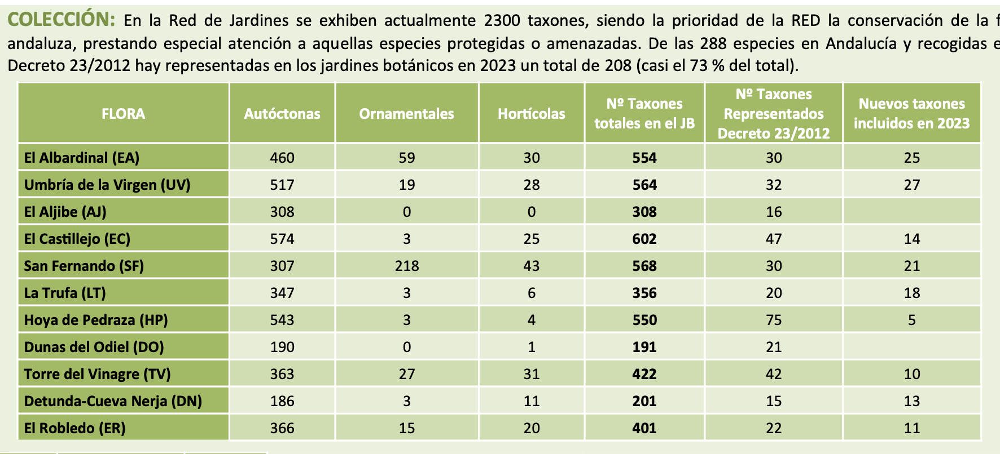 COLECCIÓN: En la Red de Jardines se exhiben actualmente 2300 taxones, siendo la prioridad de la RED la conservación de la
andaluza, prestando especial atención a aquellas especies protegidas o amenazadas. De las 288 especies en Andalucía y recogidas
Decreto 23/2012 hay representadas en los jardines botánicos en 2023 un total de 208 (casi el 73 % del total).
FLORA Autóctonas Ornamentales Hortícolas Nº Taxones totales en el JB Nº Taxones Representados Decreto 23/2012 Nuevos taxones incluidos en 2023
El Albardinal (EA) 460 59 30 554 30 25
Umbría de la Virgen (UV) 517 19 28 564 32 27
El Aljibe (AJ) 308 0 0 308 16
El Castillejo (EC) 574 3 25 602 47 14
San Fernando (SF) 307 218 43 568 30 21
La Trufa (LT) 347 3 6 356 20 18
Hoya de Pedraza (HP) 543 3 4 550 75 5
Dunas del Odiel (DO) 190 0 1 191 21
Torre del Vinagre (TV) 363 27 31 422 42 10
Detunda-Cueva Nerja (DN) 186 3 11 201 15 13
El Robledo (ER) 366 15 20 401 22 11